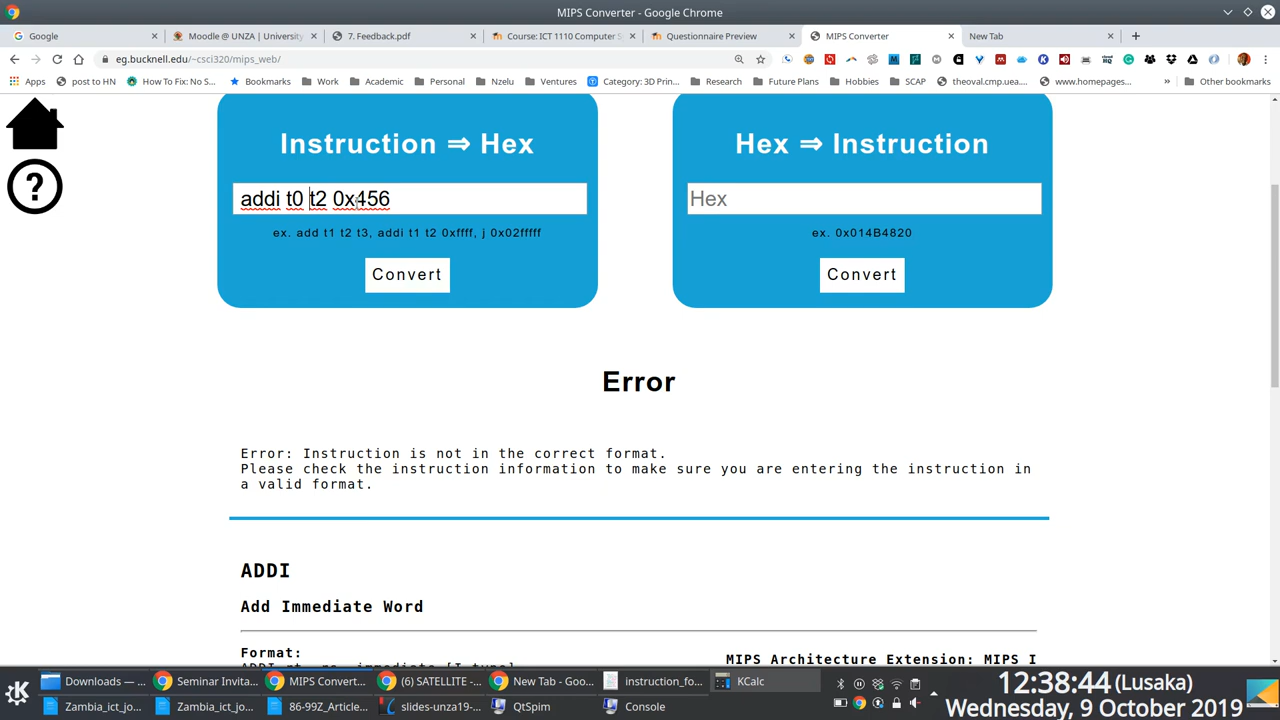 MIPS Converter - Google Chrome
Google
Moodle @ UNZA | University
7. Feedback.pdf
Course: ICT 1110 Computer S
Questionnaire Preview
MIPS Converter
New Tab
eg.bucknell.edu/~csci320/mips_web/
Apps
post to HN
How To Fix: No S...
Bookmarks
Work
Academic
Personal
Nzelu
Ventures
Category: 3D Prin...
Research
Future Plans
Hobbies
SCAP
theoval.cmp.uea...
www.homepages...
»
Other bookmarks
Instruction ⇒ Hex
Hex ⇒ Instruction
?
addi t0 t2 0x456
Hex
ex. add t1 t2 t3, addi t1 t2 0xffff, j 0x02fffff
ex. 0x014B4820
Convert
Convert
Error
Error: Instruction is not in the correct format.
Please check the instruction information to make sure you are entering the instruction in
a valid format.
ADDI
Add Immediate Word
Format:
MIPS Architecture Extension: MIPS I
ADDI rt, rs, immediate [I-type]
Downloads — ...
Seminar Invita...
MIPS Convert...
(6) SATELLITE -...
New Tab - Goo...
instruction_fo...
KCalc
12:38:44 (Lusaka)
Zambia_ict_jo...
Zambia_ict_jo...
86-99Z_Article...
slides-unza19-...
QtSpim
Console
Wednesday, 9 October 2019